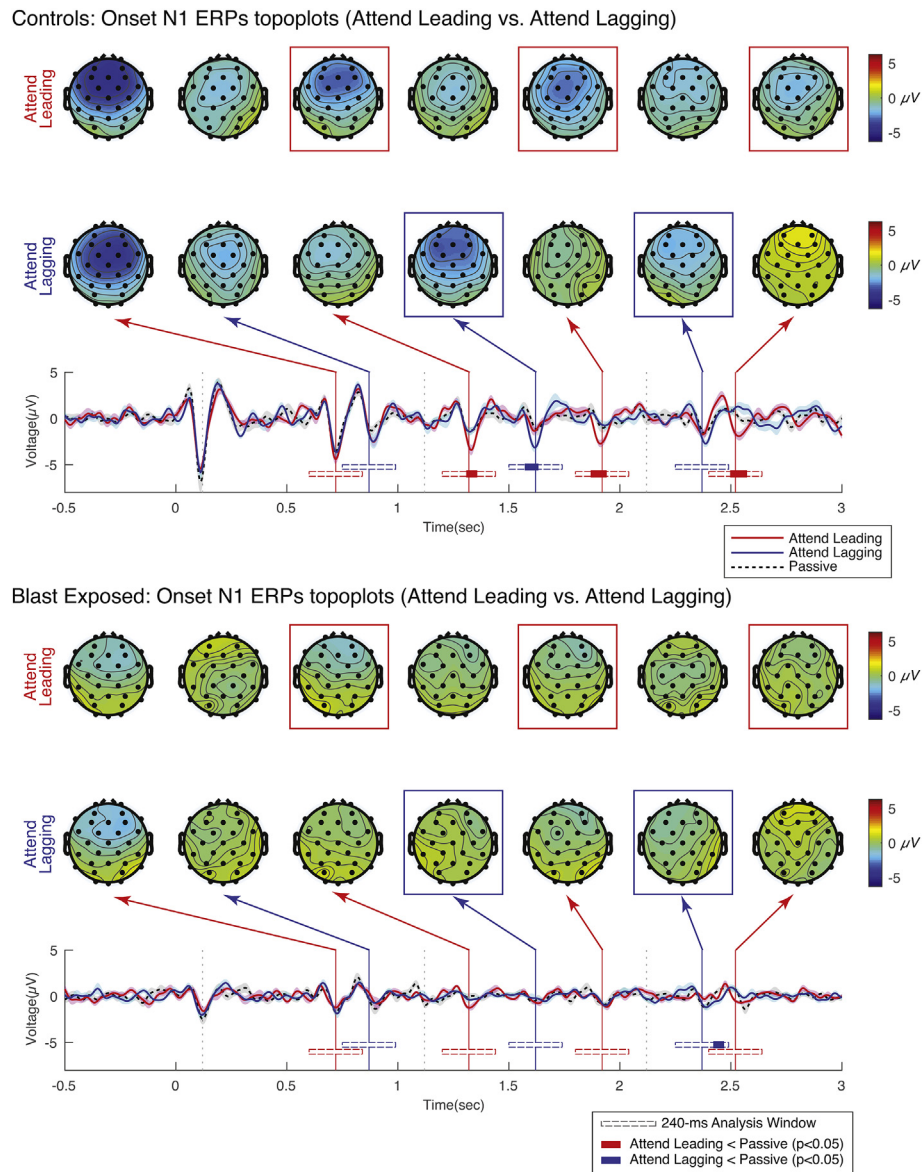 Controls: Onset N1 ERPs topoplots (Attend Leading vs. Attend Lagging)
Attend
Leading
5
0 μV
-5
Attend
Lagging
5
0 μV
-5
Voltage(μV)
5
0
-5
-0.5
0
0.5
1
1.5
2
2.5
3
Time(sec)
Attend Leading
Attend Lagging
Passive
Blast Exposed: Onset N1 ERPs topoplots (Attend Leading vs. Attend Lagging)
Attend
Leading
5
0 μV
-5
Attend
Lagging
5
0 μV
-5
Voltage(μV)
5
0
-5
-0.5
0
0.5
1
1.5
2
2.5
3
Time(sec)
240-ms Analysis Window
Attend Leading < Passive (p<0.05)
Attend Lagging < Passive (p<0.05)